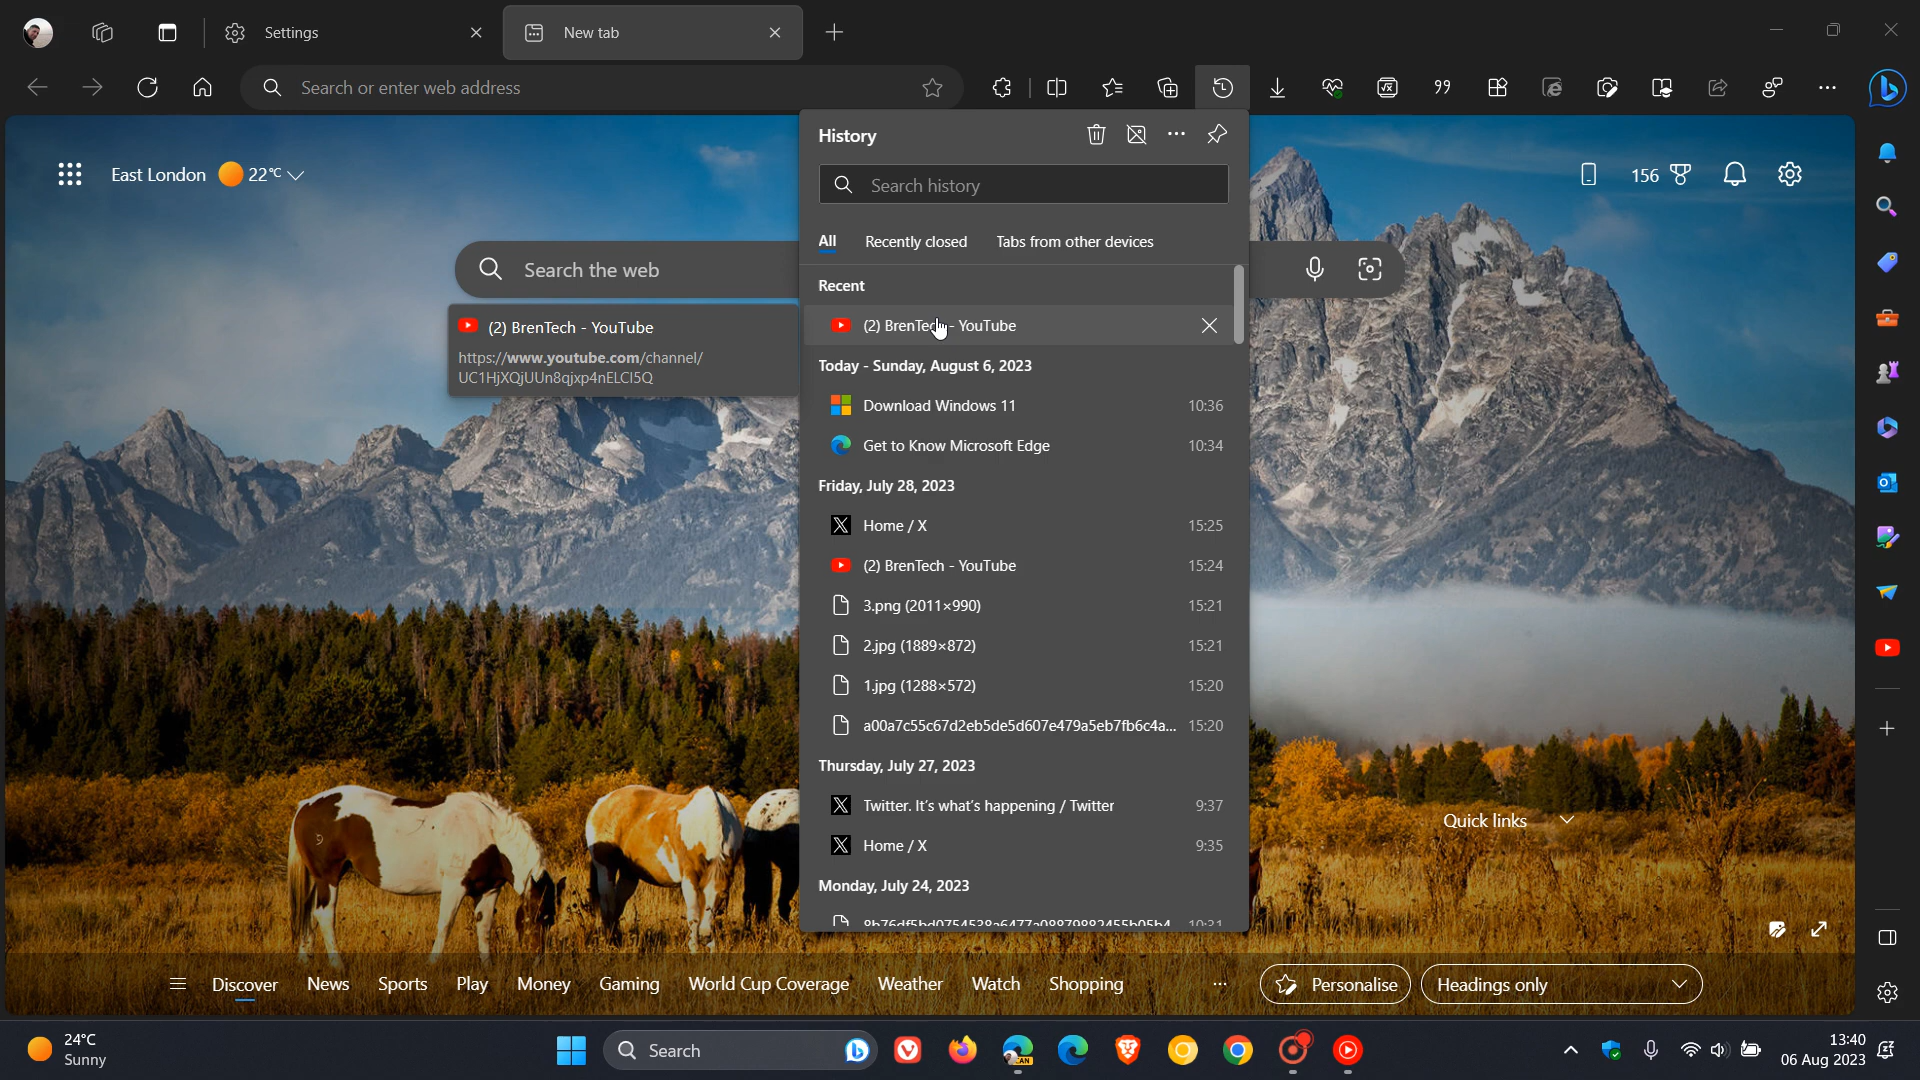 Settings
New tab
Search or enter web address
East London 22°C
156
History
Search history
All Recently closed Tabs from other devices
Search the web
Recent
(2) BrenTech - YouTube
(2) BrenTech - YouTube
https://www.youtube.com/channel/
UC1HjXQjUUn8qjxp4nELCI5Q
Today - Sunday, August 6, 2023
Download Windows 11 10:36
Get to Know Microsoft Edge 10:34
Friday, July 28, 2023
Home / X 15:25
(2) BrenTech - YouTube 15:24
3.png (2011×990) 15:21
2.jpg (1889×872) 15:21
1.jpg (1288×572) 15:20
a00a7c55c67d2eb5de5d607e479a5eb7fb6c4a... 15:20
Thursday, July 27, 2023
Twitter. It's what's happening / Twitter 9:37
Home / X 9:35
Monday, July 24, 2023
Quick links
Discover News Sports Play Money Gaming World Cup Coverage Weather Watch Shopping ... Personalise Headings only
24°C
Sunny
Search
CAN
13:40
06 Aug 2023